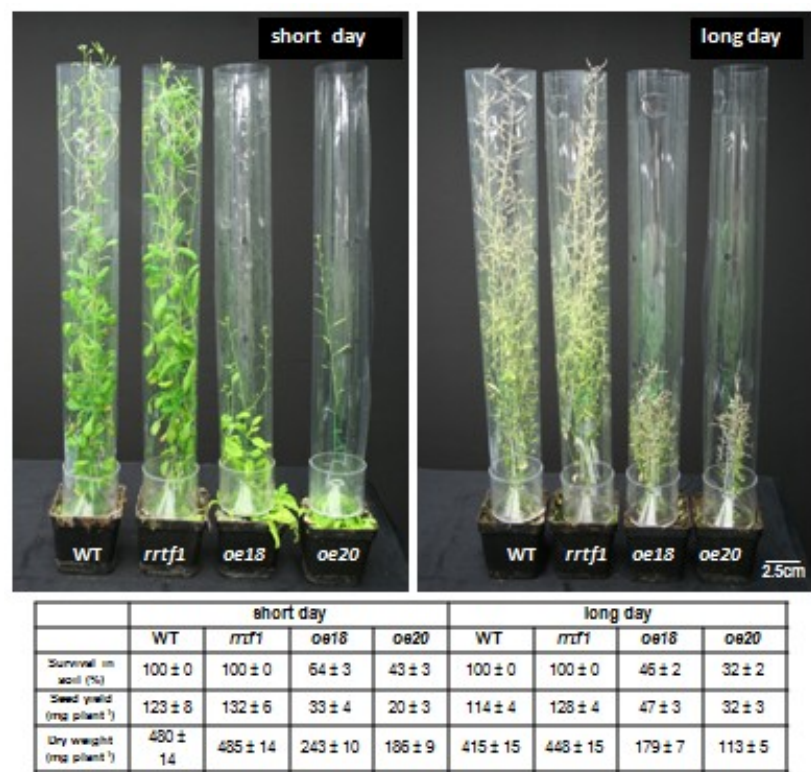 short day
long day
WT rrtf1 oe18 oe20
WT rrtf1 oe18 oe20
2.5cm
short day long day
WT rrtf1 oe18 oe20 WT rrtf1 oe18 oe20
Survival in soil (%) 100 ± 0 100 ± 0 64 ± 3 43 ± 3 100 ± 0 100 ± 0 46 ± 2 32 ± 2
Seed yield (mg plant⁻¹) 123 ± 8 132 ± 6 33 ± 4 20 ± 3 114 ± 4 128 ± 4 47 ± 3 32 ± 3
Dry weight (mg plant⁻¹) 480 ± 14 485 ± 14 243 ± 10 186 ± 9 415 ± 15 448 ± 15 179 ± 7 113 ± 5